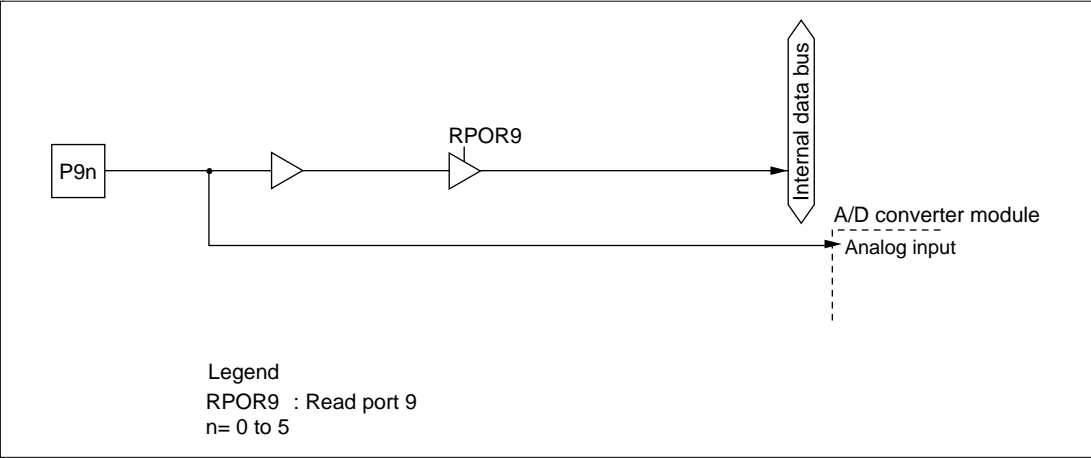 Internal data bus
RPOR9
P9n
A/D converter module
Analog input
Legend
RPOR9 : Read port 9
n= 0 to 5